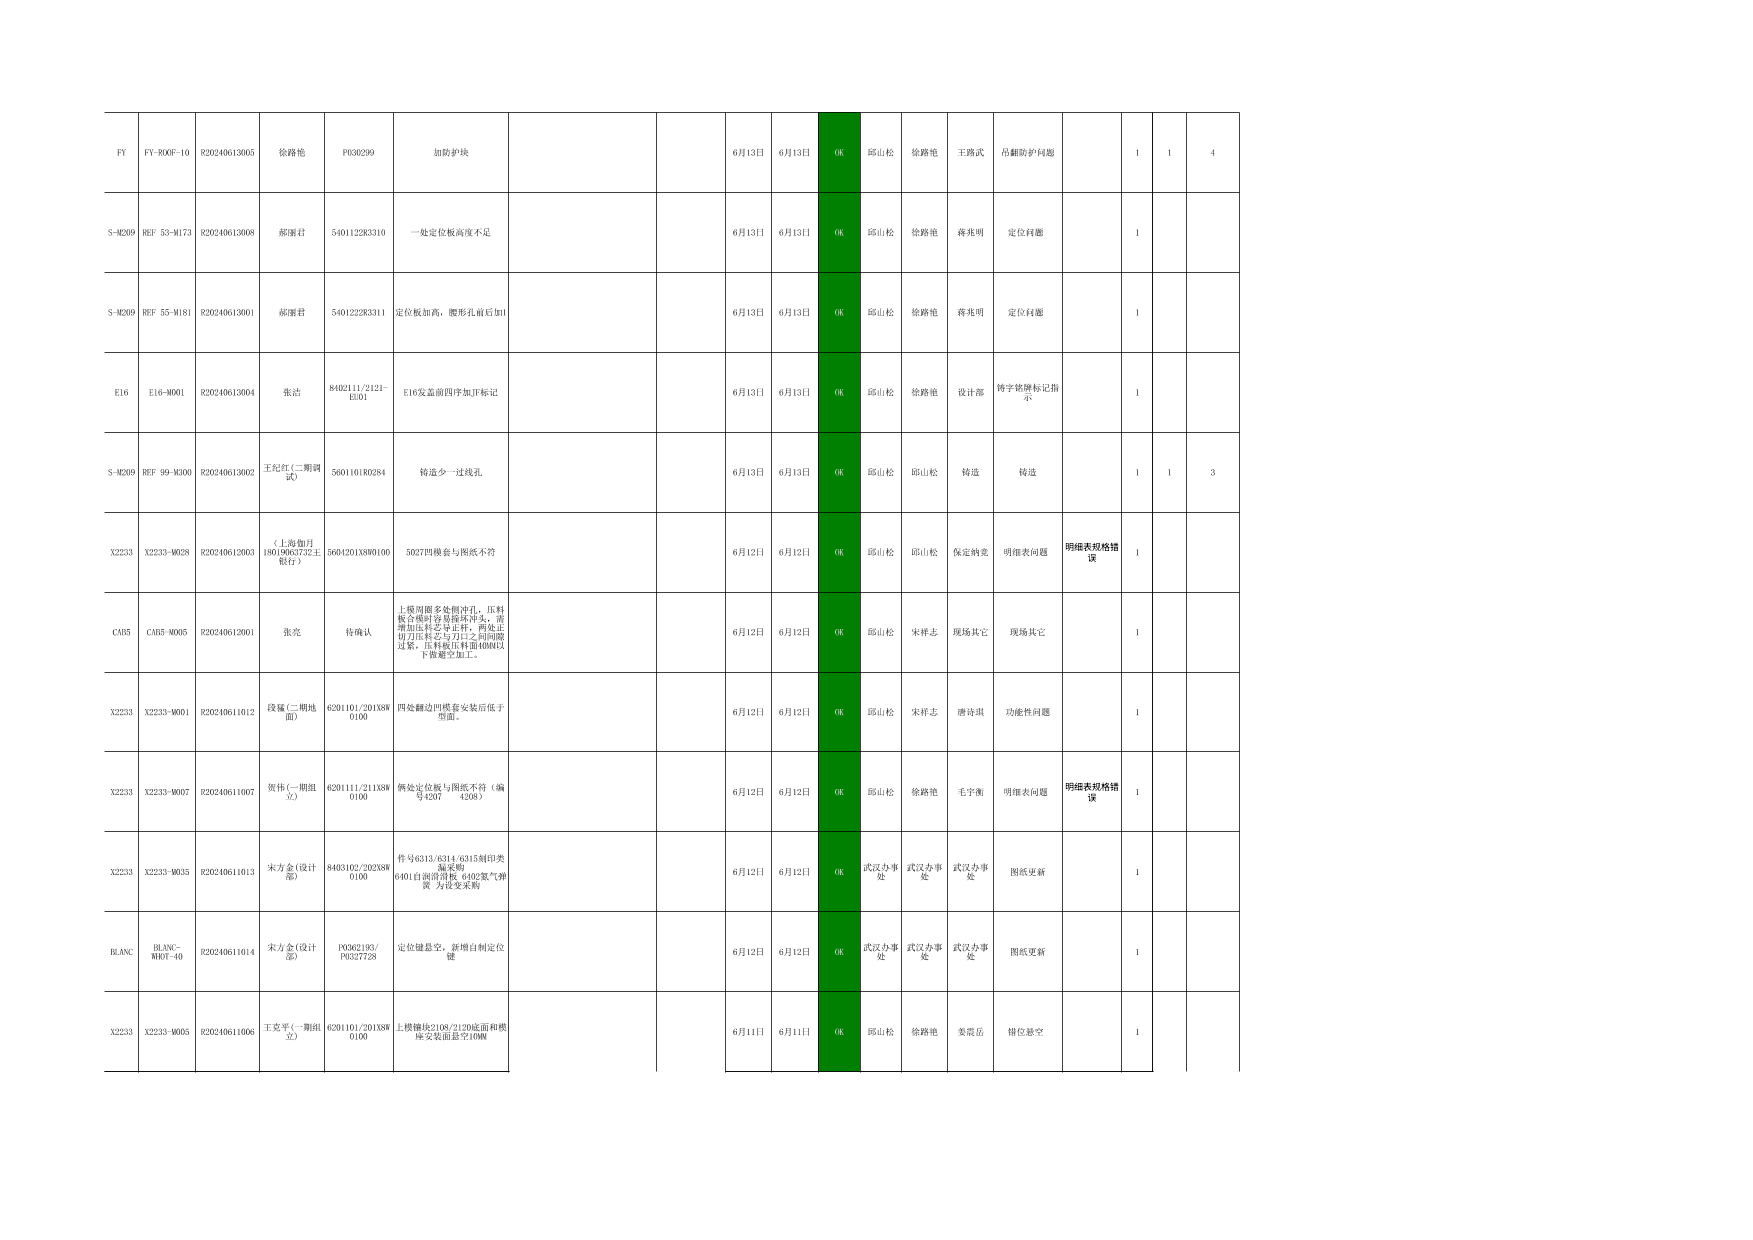 FY FY-ROOF-10 R20240613005 徐路艳 P030299 加防护块 6月13日 6月13日 OK 邱山松 徐路艳 王路武 吊翻防护问题 1 1 4
S-M209 REF 53-M173 R20240613008 郝丽君 5401122R3310 一处定位板高度不足 6月13日 6月13日 OK 邱山松 徐路艳 蒋兆明 定位问题 1
S-M209 REF 55-M181 R20240613001 郝丽君 5401222R3311 定位板加高，腰形孔前后加1 6月13日 6月13日 OK 邱山松 徐路艳 蒋兆明 定位问题 1
E16 E16-M001 R20240613004 张洁 8402111/2121-
EU01 E16发盖前四序加JF标记 6月13日 6月13日 OK 邱山松 徐路艳 设计部 铸字铭牌标记指
示 1
S-M209 REF 99-M300 R20240613002 王纪红(二期调
试) 5601101R0284 铸造少一过线孔 6月13日 6月13日 OK 邱山松 邱山松 铸造 铸造 1 1 3
X2233 X2233-M028 R20240612003 （上海伽月
18019063732王
银行） 5604201X8W0100 5027凹模套与图纸不符 6月12日 6月12日 OK 邱山松 邱山松 保定纳竞 明细表问题 明细表规格错
误 1
CAB5 CAB5-M005 R20240612001 张亮 待确认 上模周圈多处侧冲孔，压料
板合模时容易撞坏冲头，需
增加压料芯导正杆，两处正
切刀压料芯与刀口之间间隙
过紧，压料板压料面40MM以
下做避空加工。 6月12日 6月12日 OK 邱山松 宋祥志 现场其它 现场其它 1
X2233 X2233-M001 R20240611012 段猛(二期地
面) 6201101/201X8W
0100 四处翻边凹模套安装后低于
型面。 6月12日 6月12日 OK 邱山松 宋祥志 唐诗琪 功能性问题 1
X2233 X2233-M007 R20240611007 贺伟(一期组
立) 6201111/211X8W
0100 俩处定位板与图纸不符（编
号4207 4208） 6月12日 6月12日 OK 邱山松 徐路艳 毛宇衡 明细表问题 明细表规格错
误 1
X2233 X2233-M035 R20240611013 宋方金(设计
部) 8403102/202X8W
0100 件号6313/6314/6315刻印类
漏采购
6401自润滑滑板 6402氮气弹
簧 为设变采购 6月12日 6月12日 OK 武汉办事
处 武汉办事
处 武汉办事
处 图纸更新 1
BLANC BLANC-
WHOT-40 R20240611014 宋方金(设计
部) P0362193/
P0327728 定位键悬空，新增自制定位
键 6月12日 6月12日 OK 武汉办事
处 武汉办事
处 武汉办事
处 图纸更新 1
X2233 X2233-M005 R20240611006 王克平(一期组
立) 6201101/201X8W
0100 上模镶块2108/2120底面和模
座安装面悬空10MM 6月11日 6月11日 OK 邱山松 徐路艳 姜震岳 错位悬空 1